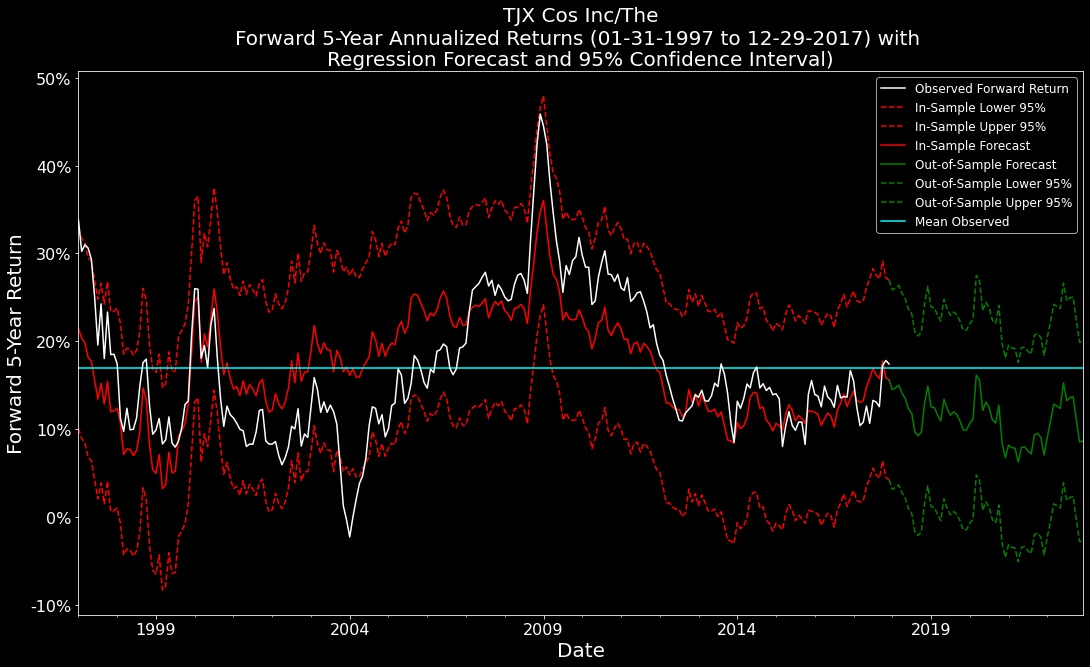 TJX Cos Inc/The
Forward 5-Year Annualized Returns (01-31-1997 to 12-29-2017) with
Regression Forecast and 95% Confidence Interval)
Forward 5-Year Return
50%
40%
30%
20%
10%
0%
-10%
Observed Forward Return
In-Sample Lower 95%
In-Sample Upper 95%
In-Sample Forecast
Out-of-Sample Forecast
Out-of-Sample Lower 95%
Out-of-Sample Upper 95%
Mean Observed
1999 2004 2009 2014 2019
Date